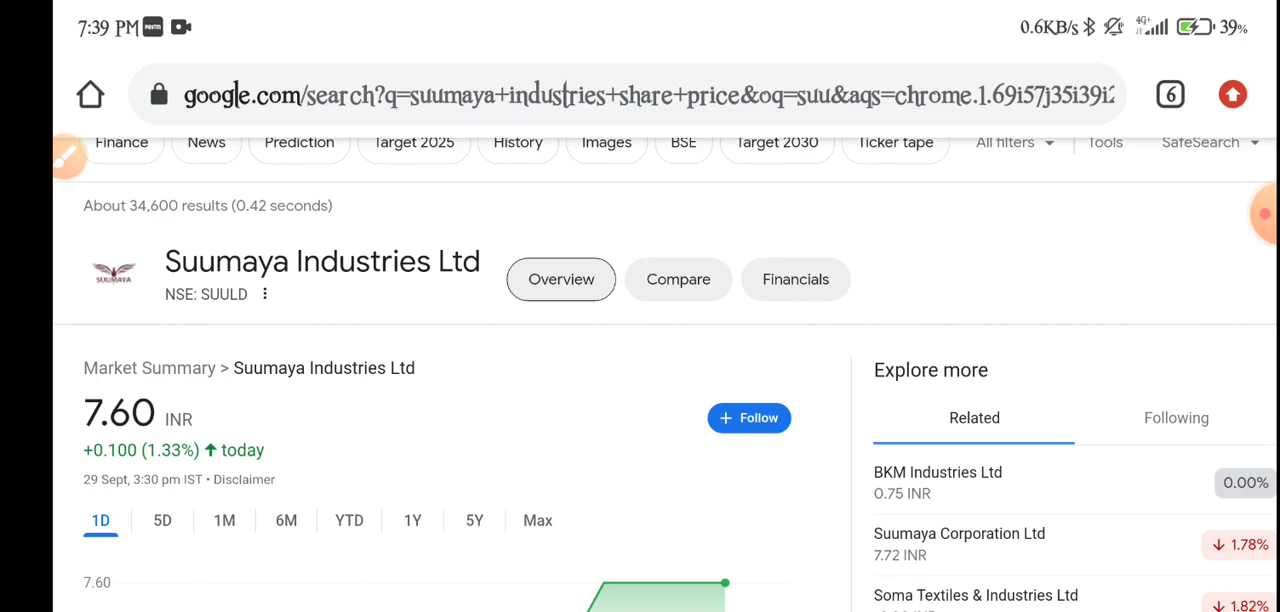 7:39 PM
0.6KB/s 4G+ 39%
google.com/search?q=suumaya+industries+share+price&oq=suu&aqs=chrome.1.69i57j35i39i2
6
Finance News Prediction Target 2025 History Images BSE Target 2030 Ticker tape All filters Tools SafeSearch
About 34,600 results (0.42 seconds)
SUUMAYA
Suumaya Industries Ltd
NSE: SUULD
Overview Compare Financials
Market Summary > Suumaya Industries Ltd
7.60 INR
+0.100 (1.33%) ↑ today
29 Sept, 3:30 pm IST • Disclaimer
+ Follow
1D 5D 1M 6M YTD 1Y 5Y Max
7.60
Explore more
Related Following
BKM Industries Ltd
0.75 INR
0.00%
Suumaya Corporation Ltd
7.72 INR
↓ 1.78%
Soma Textiles & Industries Ltd
↓ 1.82%